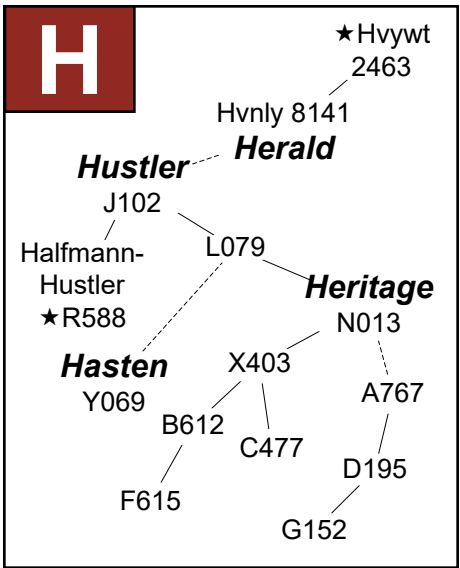 H
★Hvywt
2463
Hvnly 8141
Herald
Hustler
J102
L079
Halfmann-
Hustler
★R588
Heritage
N013
Hasten
Y069
X403
A767
B612
C477
D195
F615
G152